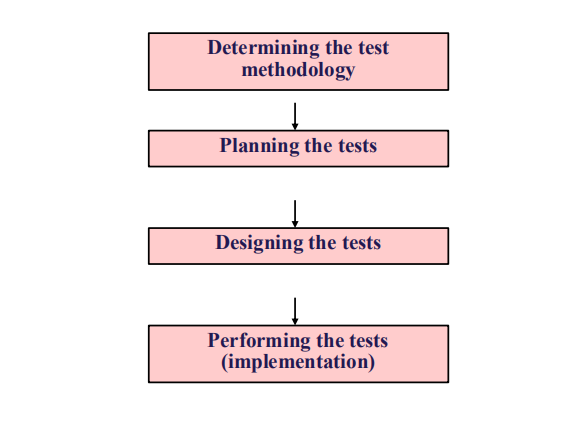 Determining the test
methodology
Planning the tests
Designing the tests
Performing the tests
(implementation)